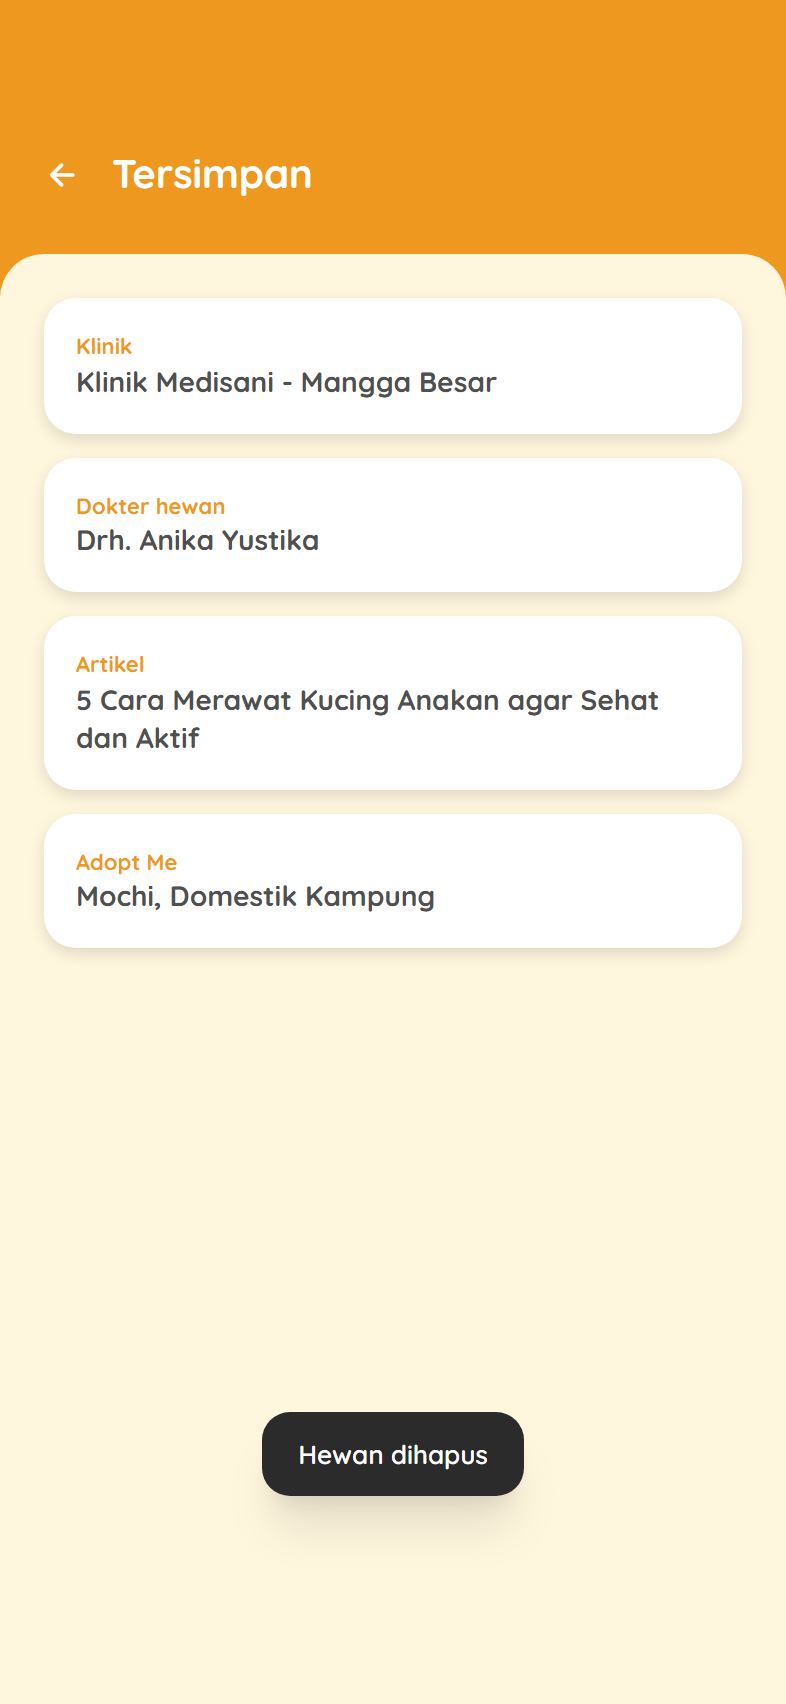 Tersimpan
Klinik
Klinik Medisani - Mangga Besar
Dokter hewan
Drh. Anika Yustika
Artikel
5 Cara Merawat Kucing Anakan agar Sehat
dan Aktif
Adopt Me
Mochi, Domestik Kampung
Hewan dihapus